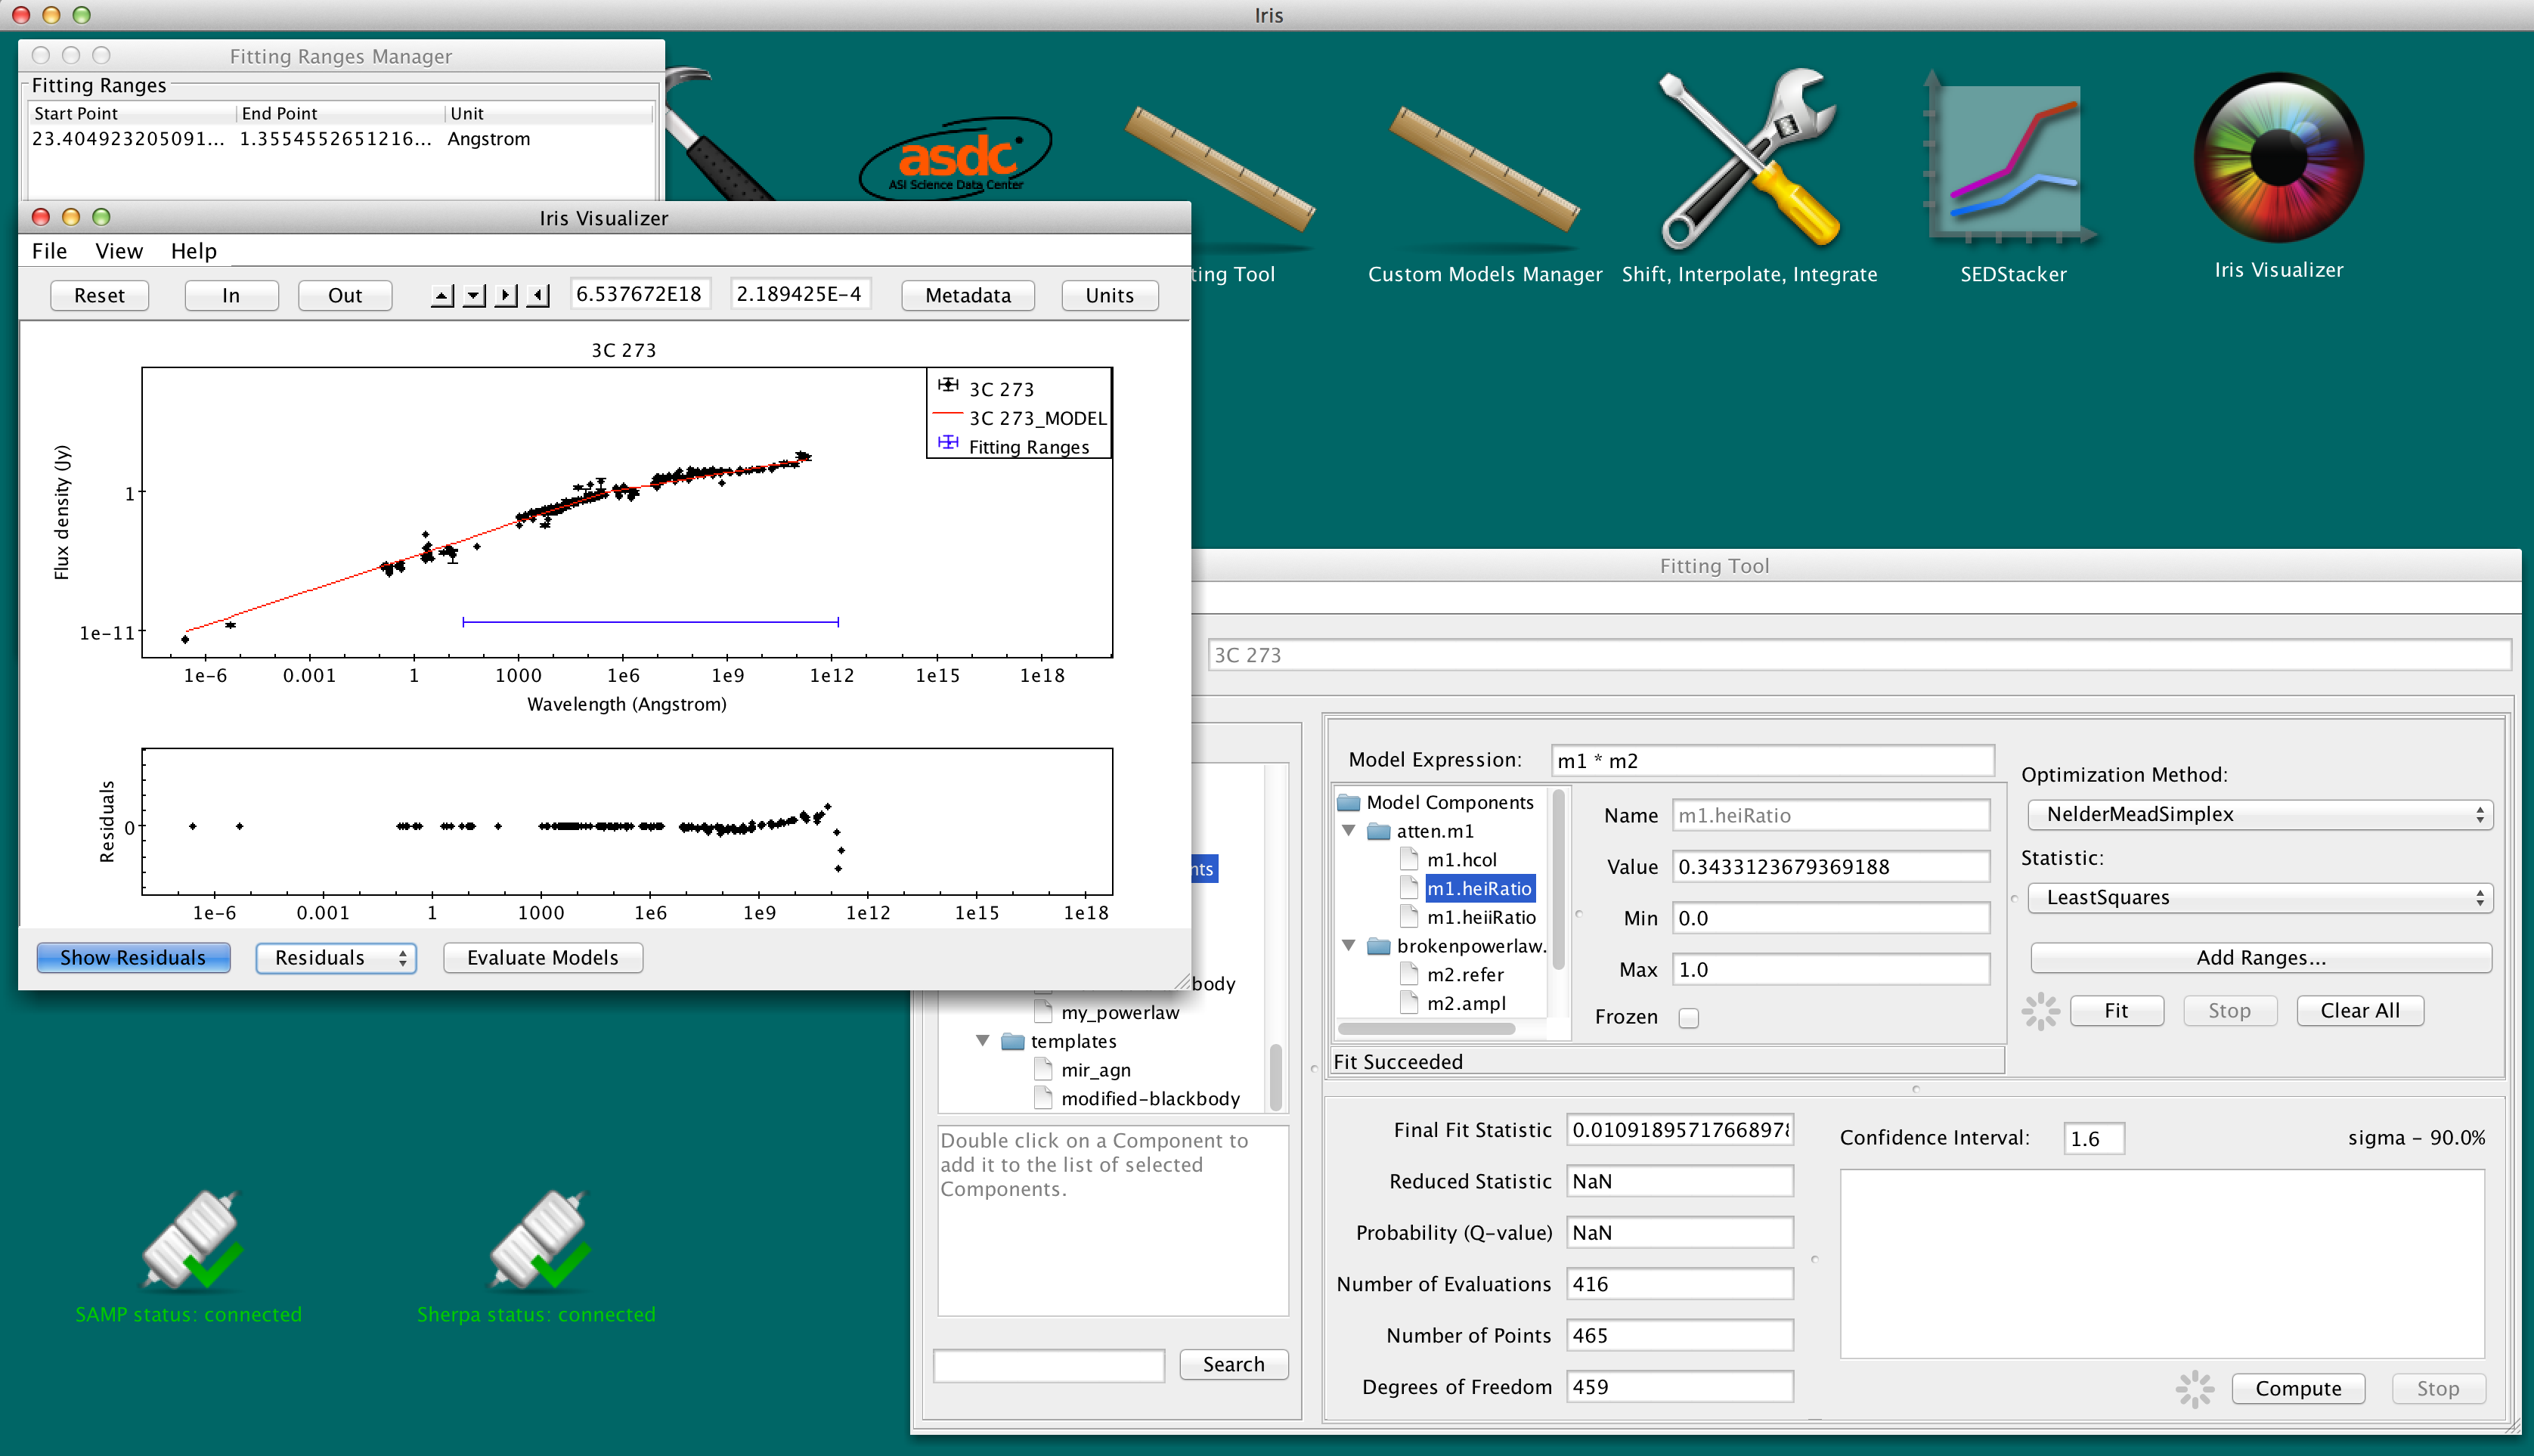 Iris
Fitting Ranges Manager
Fitting Ranges
Start Point End Point Unit
23.404923205091... 1.3554552651216... Angstrom
asdc
ASI Science Data Center
ting Tool
Custom Models Manager
Shift, Interpolate, Integrate
SEDStacker
Iris Visualizer
Iris Visualizer
File View Help
Reset In Out 6.537672E18 2.189425E-4 Metadata Units
3C 273
3C 273
3C 273_MODEL
Fitting Ranges
Flux density (Jy)
1
1e-11
1e-6 0.001 1 1000 1e6 1e9 1e12 1e15 1e18
Wavelength (Angstrom)
Residuals
0
1e-6 0.001 1 1000 1e6 1e9 1e12 1e15 1e18
Show Residuals Residuals Evaluate Models
Fitting Tool
3C 273
nts
body
my_powerlaw
templates
mir_agn
modified-blackbody
Double click on a Component to
add it to the list of selected
Components.
Search
Model Expression: m1 * m2
Model Components
atten.m1
m1.hcol
m1.heiRatio
m1.heiiRatio
brokenpowerlaw.
m2.refer
m2.ampl
Name m1.heiRatio
Value 0.3433123679369188
Min 0.0
Max 1.0
Frozen
Fit Succeeded
Optimization Method:
NelderMeadSimplex
Statistic:
LeastSquares
Add Ranges...
Fit Stop Clear All
Final Fit Statistic 0.010918957176689
Reduced Statistic NaN
Probability (Q-value) NaN
Number of Evaluations 416
Number of Points 465
Degrees of Freedom 459
Confidence Interval: 1.6 sigma - 90.0%
Compute Stop
SAMP status: connected
Sherpa status: connected